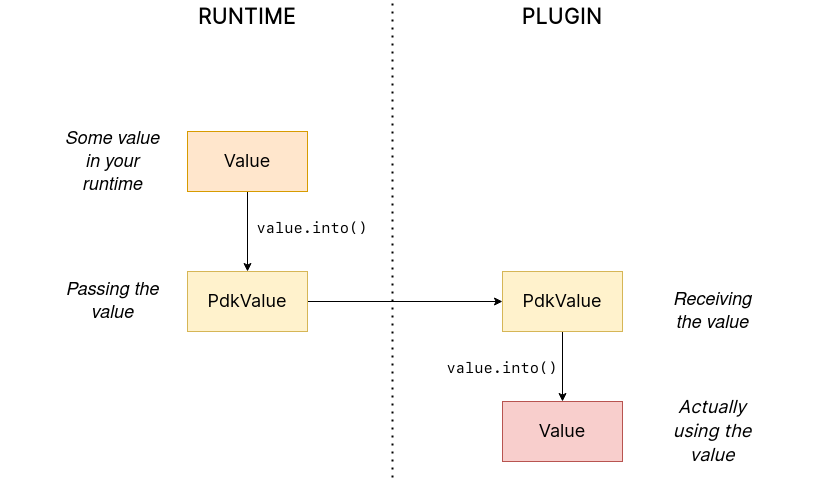 RUNTIME
PLUGIN
Some value
in your
runtime
Value
value.into()
Passing the
value
PdkValue
PdkValue
Receiving
the value
value.into()
Value
Actually
using the
value